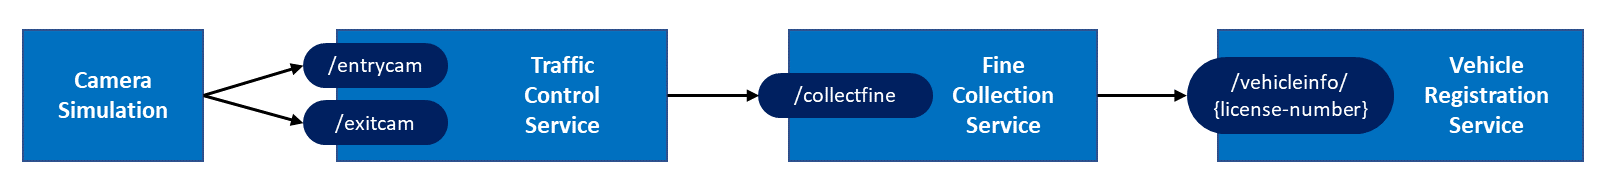 Camera
Simulation
/entrycam
/exitcam
Traffic
Control
Service
/collectfine
Fine
Collection
Service
/vehicleinfo/
{license-number}
Vehicle
Registration
Service